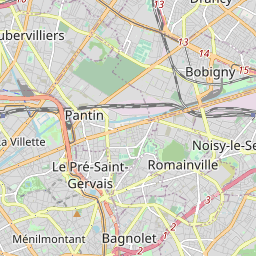 Drancy
ubervilliers
13
15
13
Bobigny
Pantin
La Villette
Noisy-le-Se
Le Pré-Saint-
Gervais
Romainville
3
Ménilmontant
Bagnolet